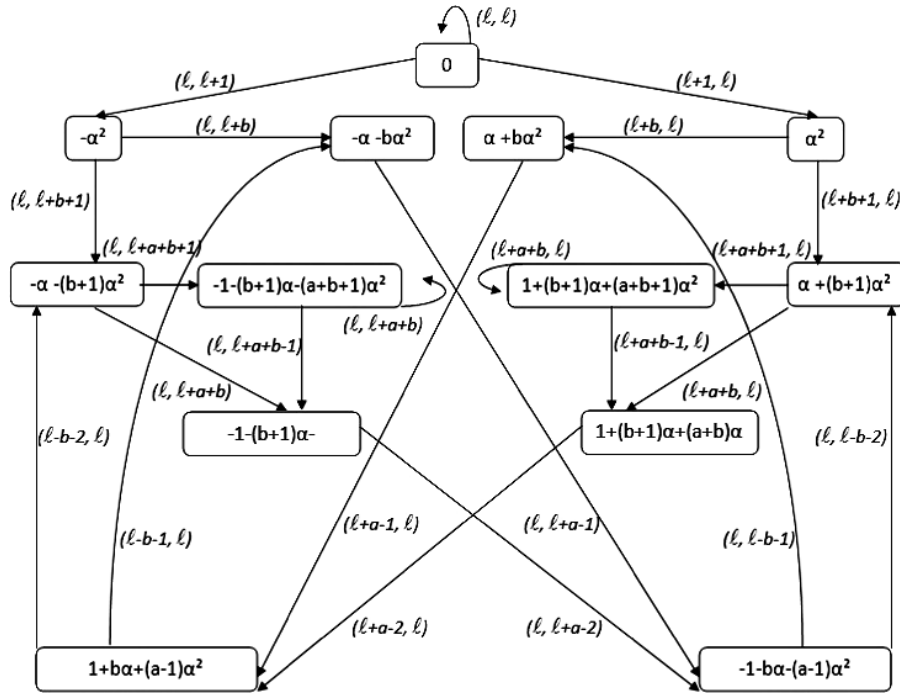 (ℓ, ℓ)
0
(ℓ, ℓ+1)
(ℓ+1, ℓ)
-α²
(ℓ, ℓ+b)
-α -bα²
α +bα²
(ℓ+b, ℓ)
α²
(ℓ, ℓ+b+1)
(ℓ+b+1, ℓ)
(ℓ, ℓ+a+b+1)
(ℓ+a+b, ℓ)
(ℓ+a+b+1, ℓ)
-α -(b+1)α²
-1-(b+1)α-(a+b+1)α²
1+(b+1)α+(a+b+1)α²
α +(b+1)α²
(ℓ, ℓ+a+b)
(ℓ, ℓ+a+b-1)
(ℓ+a+b-1, ℓ)
(ℓ, ℓ+a+b)
(ℓ+a+b, ℓ)
-1-(b+1)α-
1+(b+1)α+(a+b)α
(ℓ-b-2, ℓ)
(ℓ, ℓ-b-2)
(ℓ-b-1, ℓ)
(ℓ+a-1, ℓ)
(ℓ, ℓ+a-1)
(ℓ, ℓ-b-1)
(ℓ+a-2, ℓ)
(ℓ, ℓ+a-2)
1+bα+(a-1)α²
-1-bα-(a-1)α²